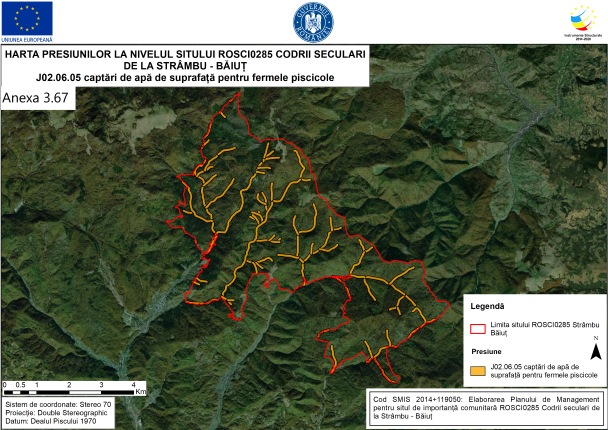 UNIUNEA EUROPEANĂ
GUVERNUL ROMÂNIEI
Instrumente Structurale
2014-2020
HARTA PRESIUNILOR LA NIVELUL SITULUI ROSCI0285 CODRII SECULARI
DE LA STRÂMBU - BĂIUȚ
J02.06.05 captări de apă de suprafață pentru fermele piscicole
Anexa 3.67
Legendă
Limita sitului ROSCI0285 Strâmbu
Băiuț
Presiune
N
J02.06.05 captări de apă de
suprafață pentru fermele piscicole
0 0.5 1 2 3 4
Km
Sistem de coordonate: Stereo 70
Proiecție: Double Stereographic
Datum: Dealul Piscului 1970
Cod SMIS 2014+119050: Elaborarea Planului de Management
pentru situl de importanță comunitară ROSCI0285 Codrii seculari de
la Strâmbu - Băiuț